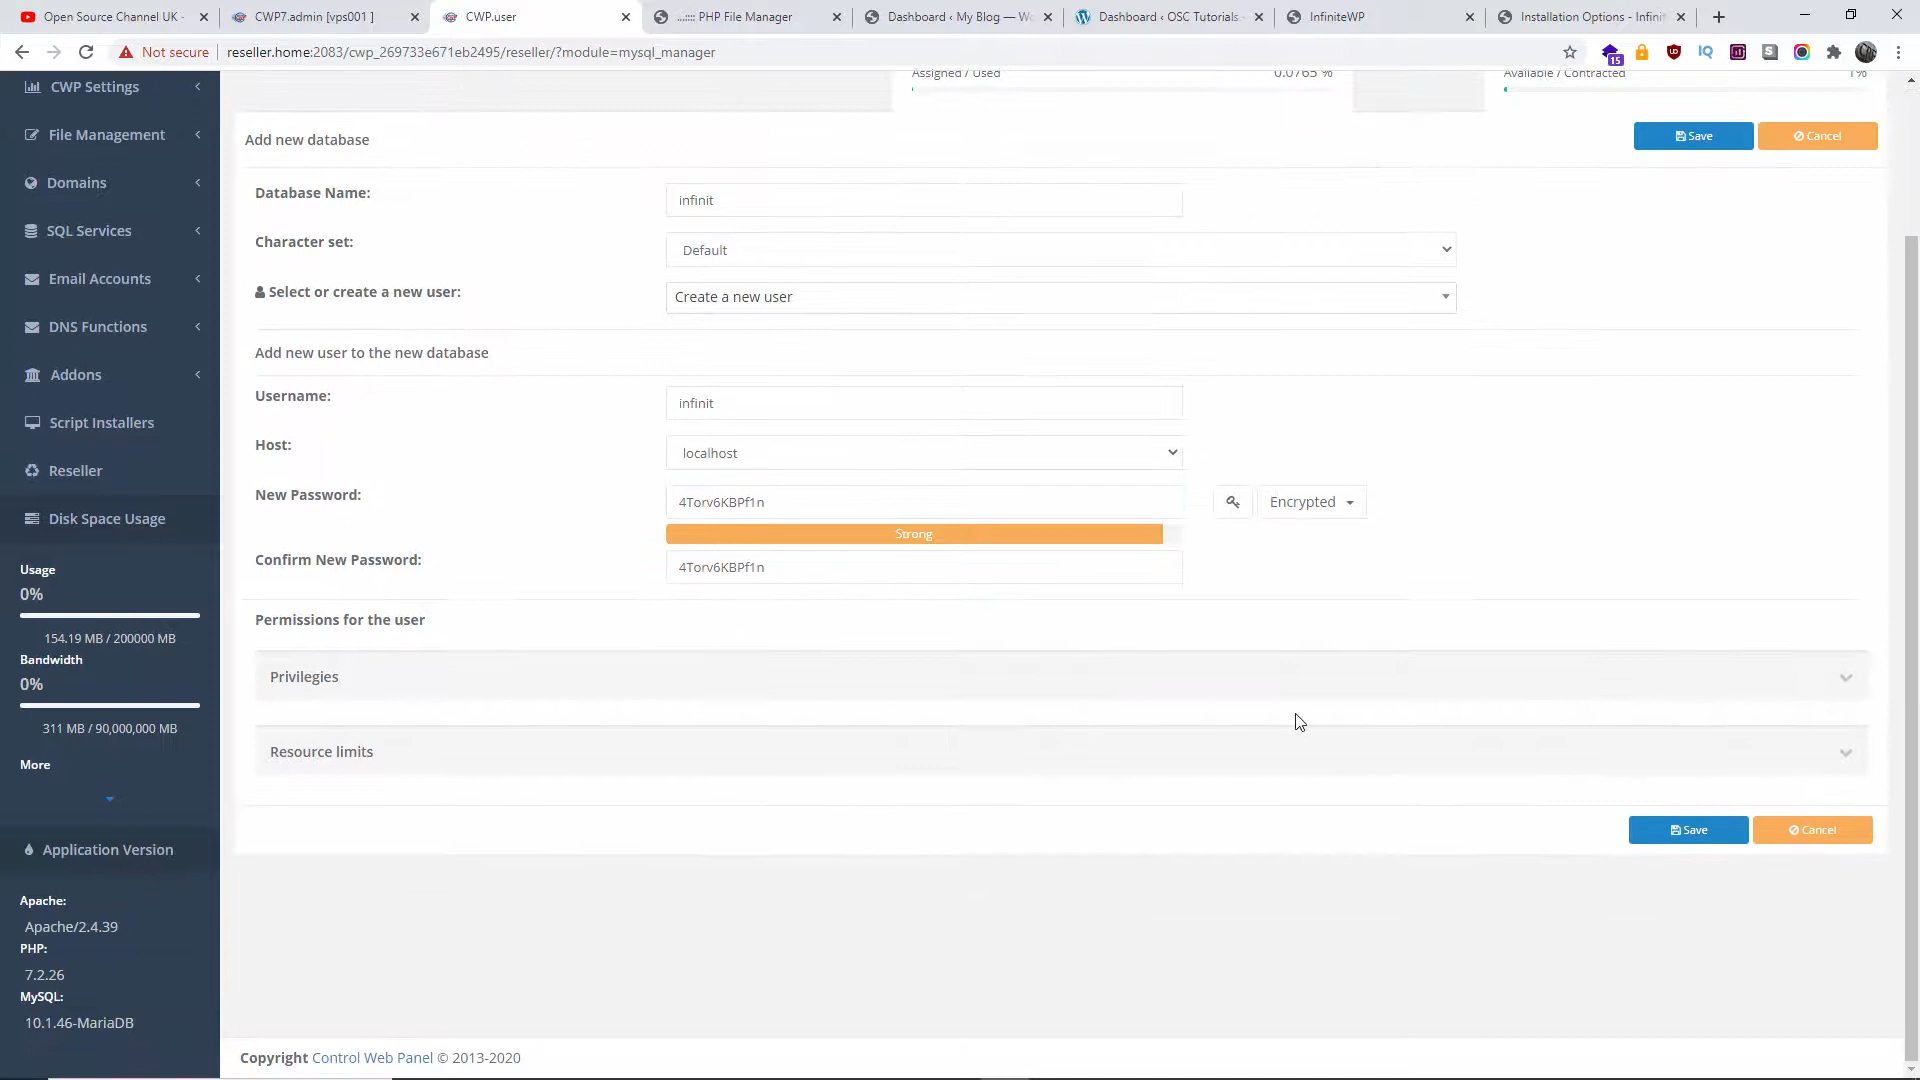 Open Source Channel UK -
CWP7.admin [vps001 ]
CWP.user
..:::: PHP File Manager
Dashboard ‹ My Blog — Wo
Dashboard ‹ OSC Tutorials -
InfiniteWP
Installation Options - Infinit
Not secure
reseller.home:2083/cwp_269733e671eb2495/reseller/?module=mysql_manager
15
CWP Settings
File Management
Domains
SQL Services
Email Accounts
DNS Functions
Addons
Script Installers
Reseller
Disk Space Usage
Usage
0%
154.19 MB / 200000 MB
Bandwidth
0%
311 MB / 90,000,000 MB
More
Application Version
Apache:
Apache/2.4.39
PHP:
7.2.26
MySQL:
10.1.46-MariaDB
Assigned / Used 0.0765 %
Available / Contracted 1%
Add new database
Save
Cancel
Database Name:
infinit
Character set:
Default
Select or create a new user:
Create a new user
Add new user to the new database
Username:
infinit
Host:
localhost
New Password:
4Torv6KBPf1n
Encrypted
Strong
Confirm New Password:
4Torv6KBPf1n
Permissions for the user
Privilegies
Resource limits
Save
Cancel
Copyright Control Web Panel © 2013-2020